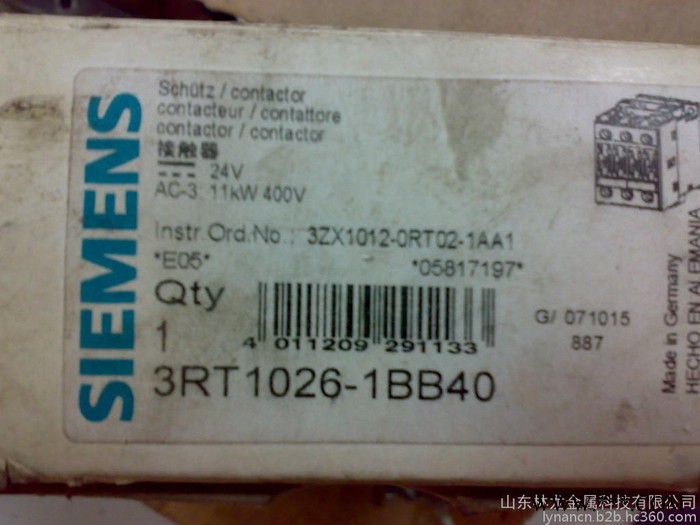 SIEMENS
Schütz / contactor
contacteur / contattore
contactor / contactor
接触器
24V
AC-3: 11kW 400V
Instr.Ord.No.: 3ZX1012-0RT02-1AA1
*E05* *05817197*
Qty
1
4 011209 291133
G/ 071015
887
3RT1026-1BB40
Made in Germany
HECHO EN ALEMANIA
山东林龙金属科技有限公司
lynancn.b2b.hc360.com